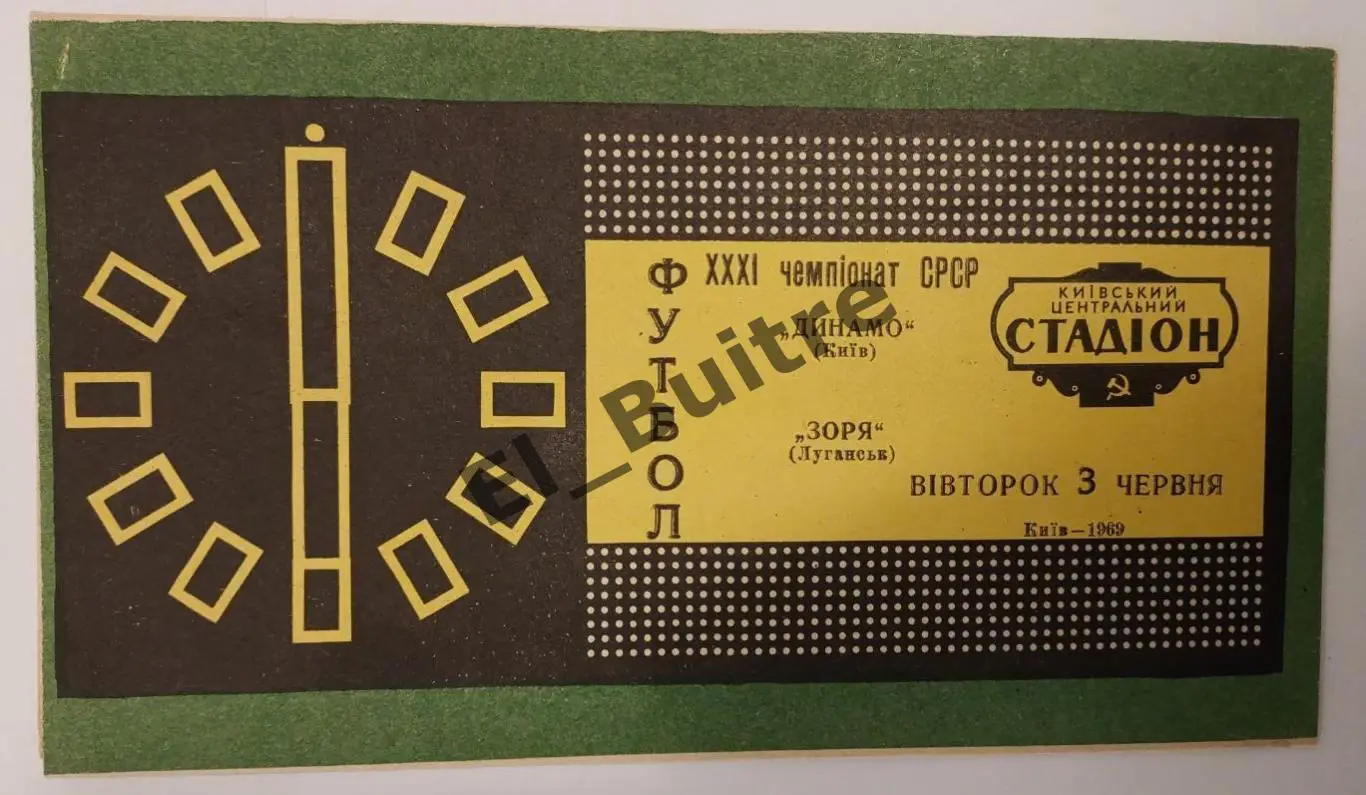 ФУТБОЛ
XXXI чемпіонат СРСР
„ДИНАМО“
(Київ)
„ЗОРЯ“
(Луганськ)
КИЇВСЬКИЙ
ЦЕНТРАЛЬНИЙ
СТАДІОН
ВІВТОРОК 3 ЧЕРВНЯ
Київ—1969
El_Buitre